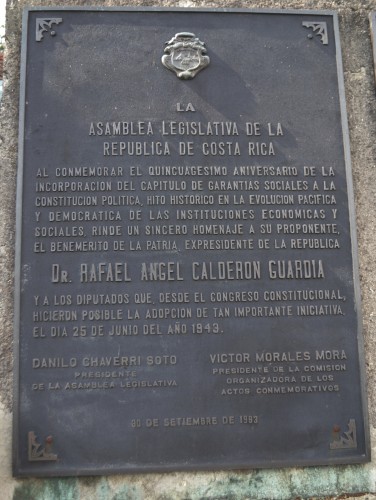 LA
ASAMBLEA LEGISLATIVA DE LA
REPUBLICA DE COSTA RICA
AL CONMEMORAR EL QUINCUAGESIMO ANIVERSARIO DE LA
INCORPORACION DEL CAPITULO DE GARANTIAS SOCIALES A LA
CONSTITUCION POLITICA, HITO HISTORICO EN LA EVOLUCION PACIFICA
Y DEMOCRATICA DE LAS INSTITUCIONES ECONOMICAS Y
SOCIALES, RINDE UN SINCERO HOMENAJE A SU PROPONENTE,
EL BENEMERITO DE LA PATRIA, EXPRESIDENTE DE LA REPUBLICA
DR. RAFAEL ANGEL CALDERON GUARDIA
Y A LOS DIPUTADOS QUE, DESDE EL CONGRESO CONSTITUCIONAL,
HICIERON POSIBLE LA ADOPCION DE TAN IMPORTANTE INICIATIVA,
EL DIA 25 DE JUNIO DEL AÑO 1943.
DANILO CHAVERRI SOTO
PRESIDENTE
DE LA ASAMBLEA LEGISLATIVA
VICTOR MORALES MORA
PRESIDENTE DE LA COMISION
ORGANIZADORA DE LOS
ACTOS CONMEMORATIVOS
DE SETIEMBRE DE